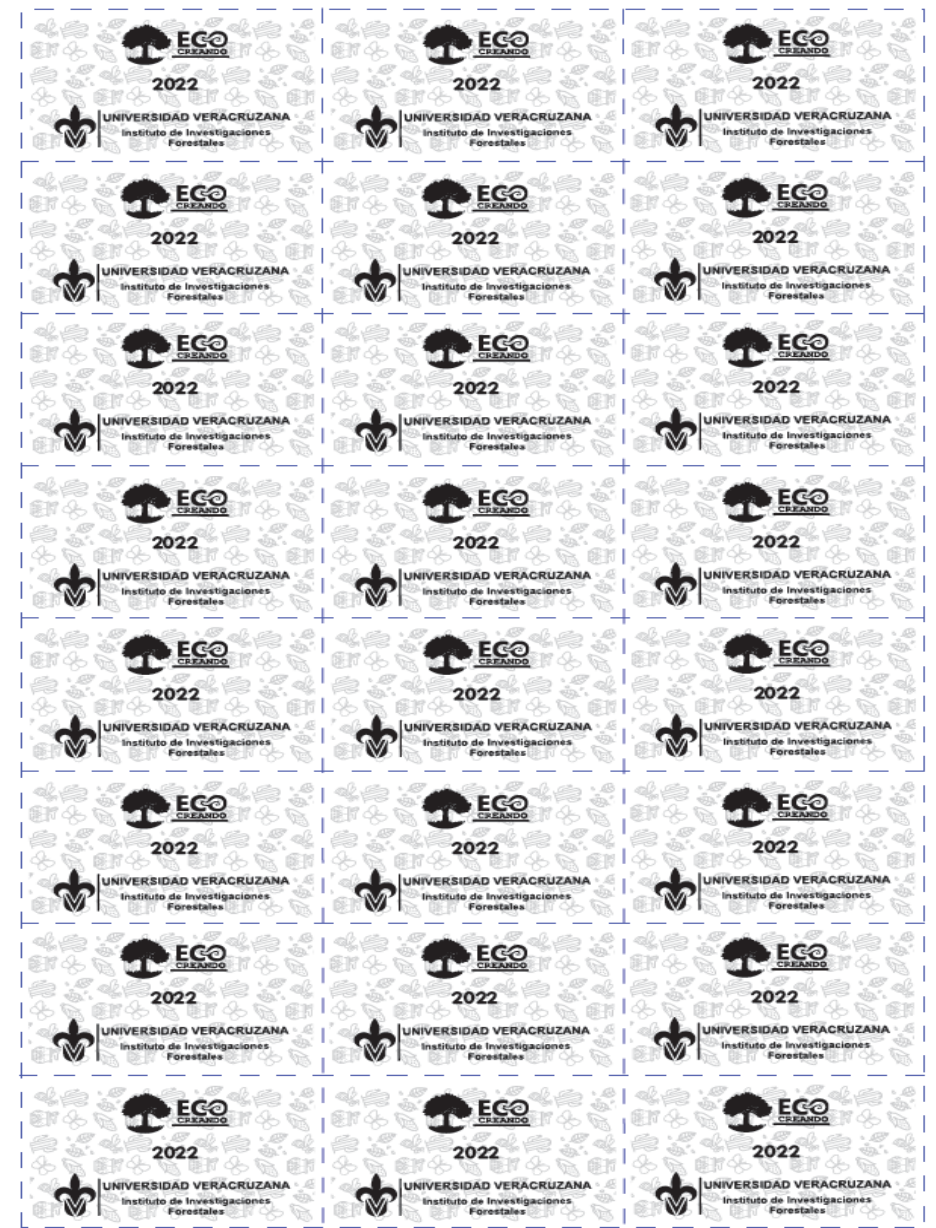 ECO
CREANDO
2022
UNIVERSIDAD VERACRUZANA
Instituto de Investigaciones
Forestales
ECO
CREANDO
2022
UNIVERSIDAD VERACRUZANA
Instituto de Investigaciones
Forestales
ECO
CREANDO
2022
UNIVERSIDAD VERACRUZANA
Instituto de Investigaciones
Forestales
ECO
CREANDO
2022
UNIVERSIDAD VERACRUZANA
Instituto de Investigaciones
Forestales
ECO
CREANDO
2022
UNIVERSIDAD VERACRUZANA
Instituto de Investigaciones
Forestales
ECO
CREANDO
2022
UNIVERSIDAD VERACRUZANA
Instituto de Investigaciones
Forestales
ECO
CREANDO
2022
UNIVERSIDAD VERACRUZANA
Instituto de Investigaciones
Forestales
ECO
CREANDO
2022
UNIVERSIDAD VERACRUZANA
Instituto de Investigaciones
Forestales
ECO
CREANDO
2022
UNIVERSIDAD VERACRUZANA
Instituto de Investigaciones
Forestales
ECO
CREANDO
2022
UNIVERSIDAD VERACRUZANA
Instituto de Investigaciones
Forestales
ECO
CREANDO
2022
UNIVERSIDAD VERACRUZANA
Instituto de Investigaciones
Forestales
ECO
CREANDO
2022
UNIVERSIDAD VERACRUZANA
Instituto de Investigaciones
Forestales
ECO
CREANDO
2022
UNIVERSIDAD VERACRUZANA
Instituto de Investigaciones
Forestales
ECO
CREANDO
2022
UNIVERSIDAD VERACRUZANA
Instituto de Investigaciones
Forestales
ECO
CREANDO
2022
UNIVERSIDAD VERACRUZANA
Instituto de Investigaciones
Forestales
ECO
CREANDO
2022
UNIVERSIDAD VERACRUZANA
Instituto de Investigaciones
Forestales
ECO
CREANDO
2022
UNIVERSIDAD VERACRUZANA
Instituto de Investigaciones
Forestales
ECO
CREANDO
2022
UNIVERSIDAD VERACRUZANA
Instituto de Investigaciones
Forestales
ECO
CREANDO
2022
UNIVERSIDAD VERACRUZANA
Instituto de Investigaciones
Forestales
ECO
CREANDO
2022
UNIVERSIDAD VERACRUZANA
Instituto de Investigaciones
Forestales
ECO
CREANDO
2022
UNIVERSIDAD VERACRUZANA
Instituto de Investigaciones
Forestales
ECO
CREANDO
2022
UNIVERSIDAD VERACRUZANA
Instituto de Investigaciones
Forestales
ECO
CREANDO
2022
UNIVERSIDAD VERACRUZANA
Instituto de Investigaciones
Forestales
ECO
CREANDO
2022
UNIVERSIDAD VERACRUZANA
Instituto de Investigaciones
Forestales